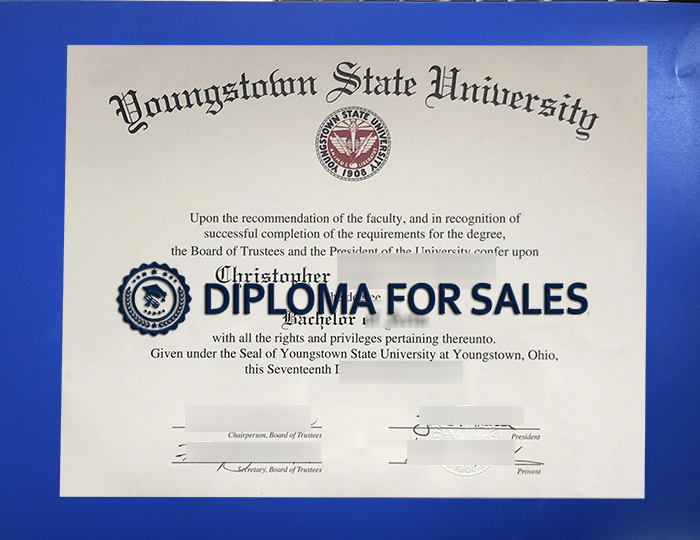 Youngstown State University
YOUNGSTOWN STATE UNIVERSITY
1908
Upon the recommendation of the faculty, and in recognition of
successful completion of the requirements for the degree,
the Board of Trustees and the President of the University confer upon
Christopher
DIPLOMA FOR SALES
Bachelor
with all the rights and privileges pertaining thereunto.
Given under the Seal of Youngstown State University at Youngstown, Ohio,
this Seventeenth
Chairperson, Board of Trustees
President
Secretary, Board of Trustees
Provost